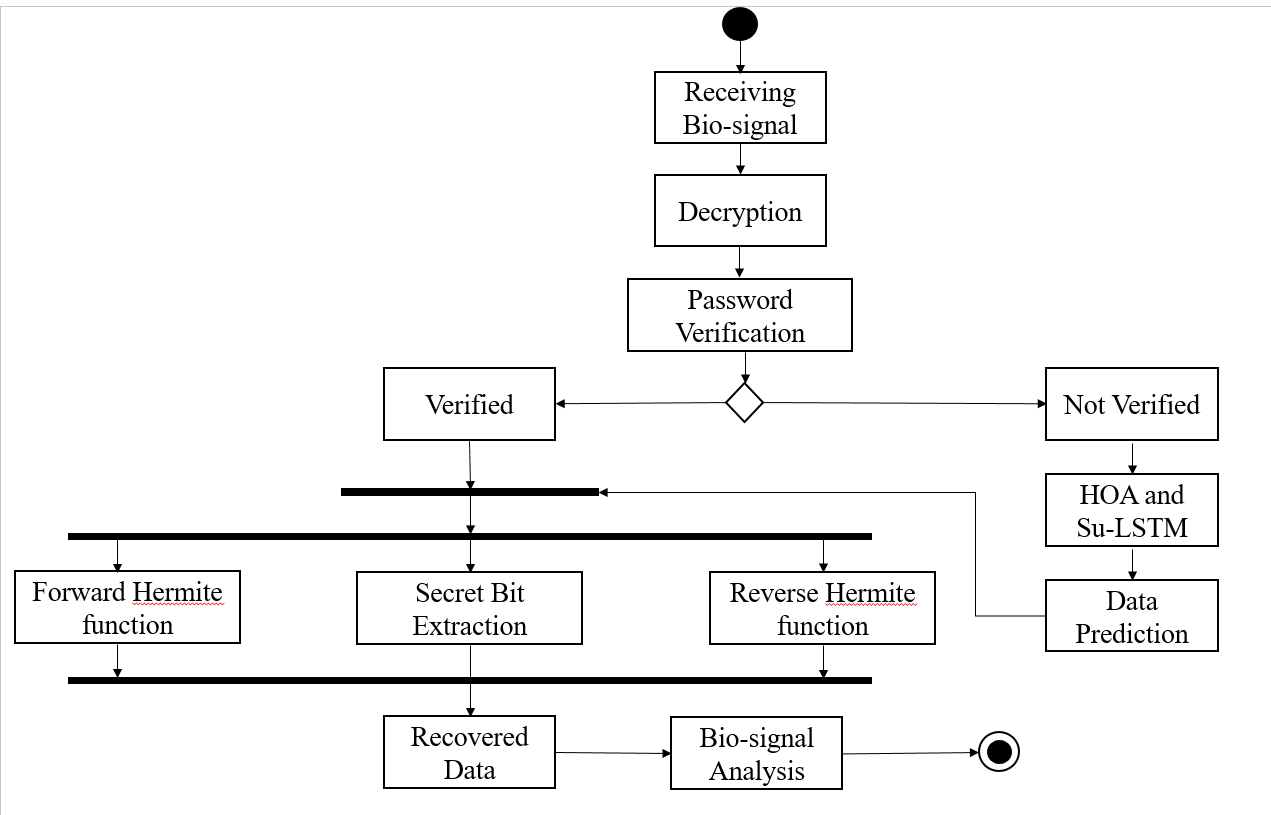 Receiving
Bio-signal
Decryption
Password
Verification
Verified
Not Verified
HOA and
Su-LSTM
Forward Hermite
function
Secret Bit
Extraction
Reverse Hermite
function
Data
Prediction
Recovered
Data
Bio-signal
Analysis